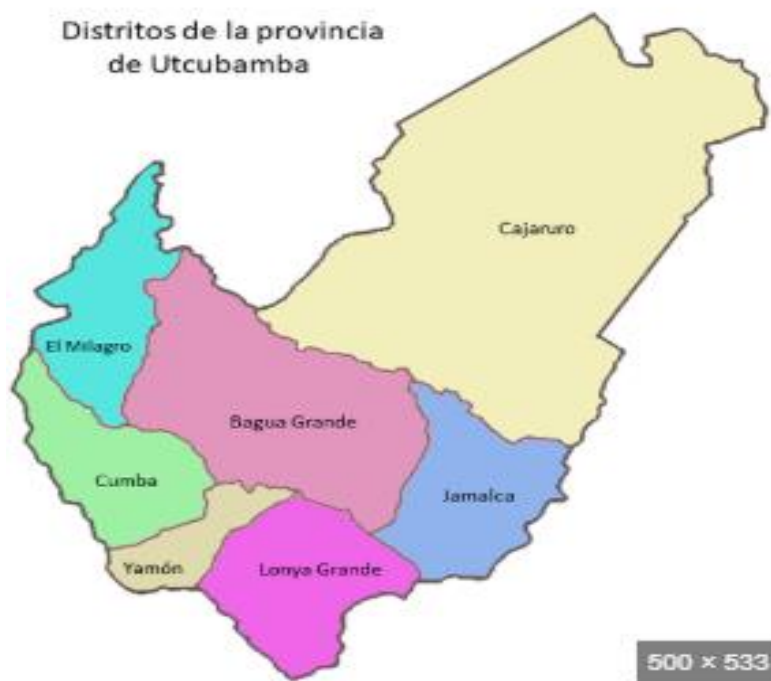 Distritos de la provincia
de Utcubamba
Cajaruro
El Milagro
Bagua Grande
Cumba
Jamalca
Yamón
Lonya Grande
500 × 533